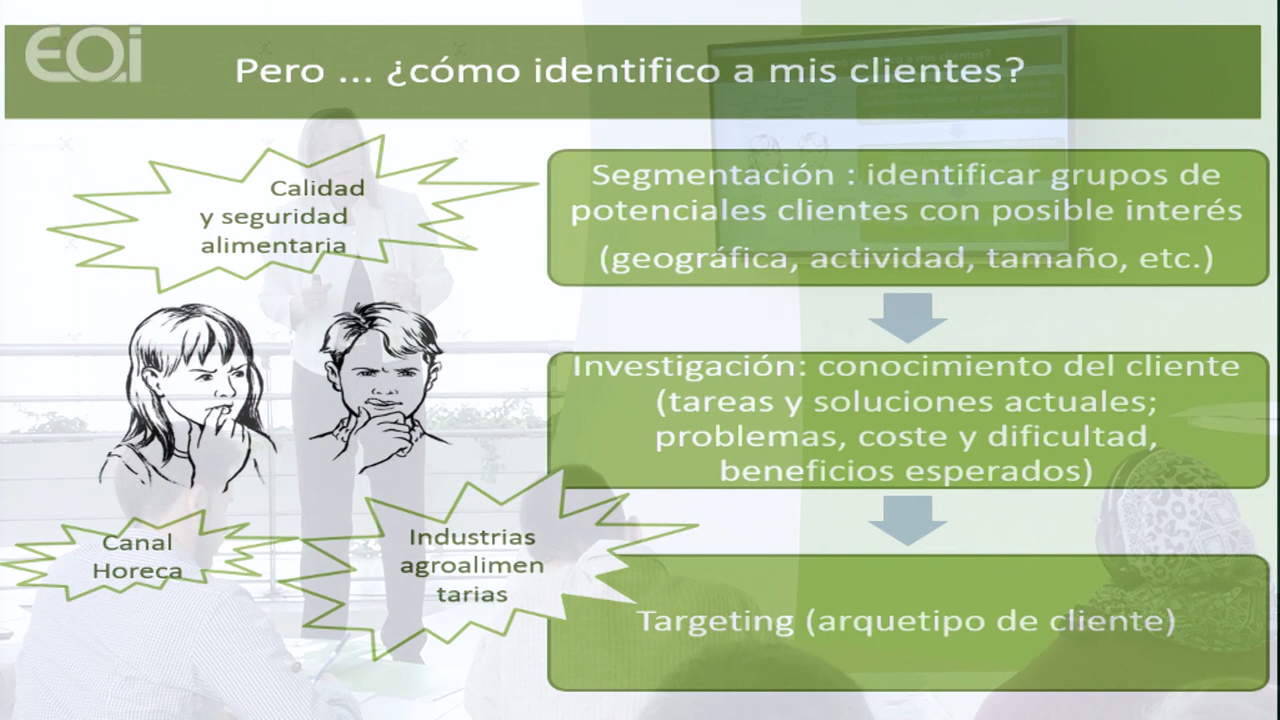 EOi
Pero ... ¿cómo identifico a mis clientes?
Calidad
y seguridad
alimentaria
Segmentación : identificar grupos de
potenciales clientes con posible interés
(geográfica, actividad, tamaño, etc.)
Investigación: conocimiento del cliente
(tareas y soluciones actuales;
problemas, coste y dificultad,
beneficios esperados)
Canal
Horeca
Industrias
agroalimen
tarias
Targeting (arquetipo de cliente)